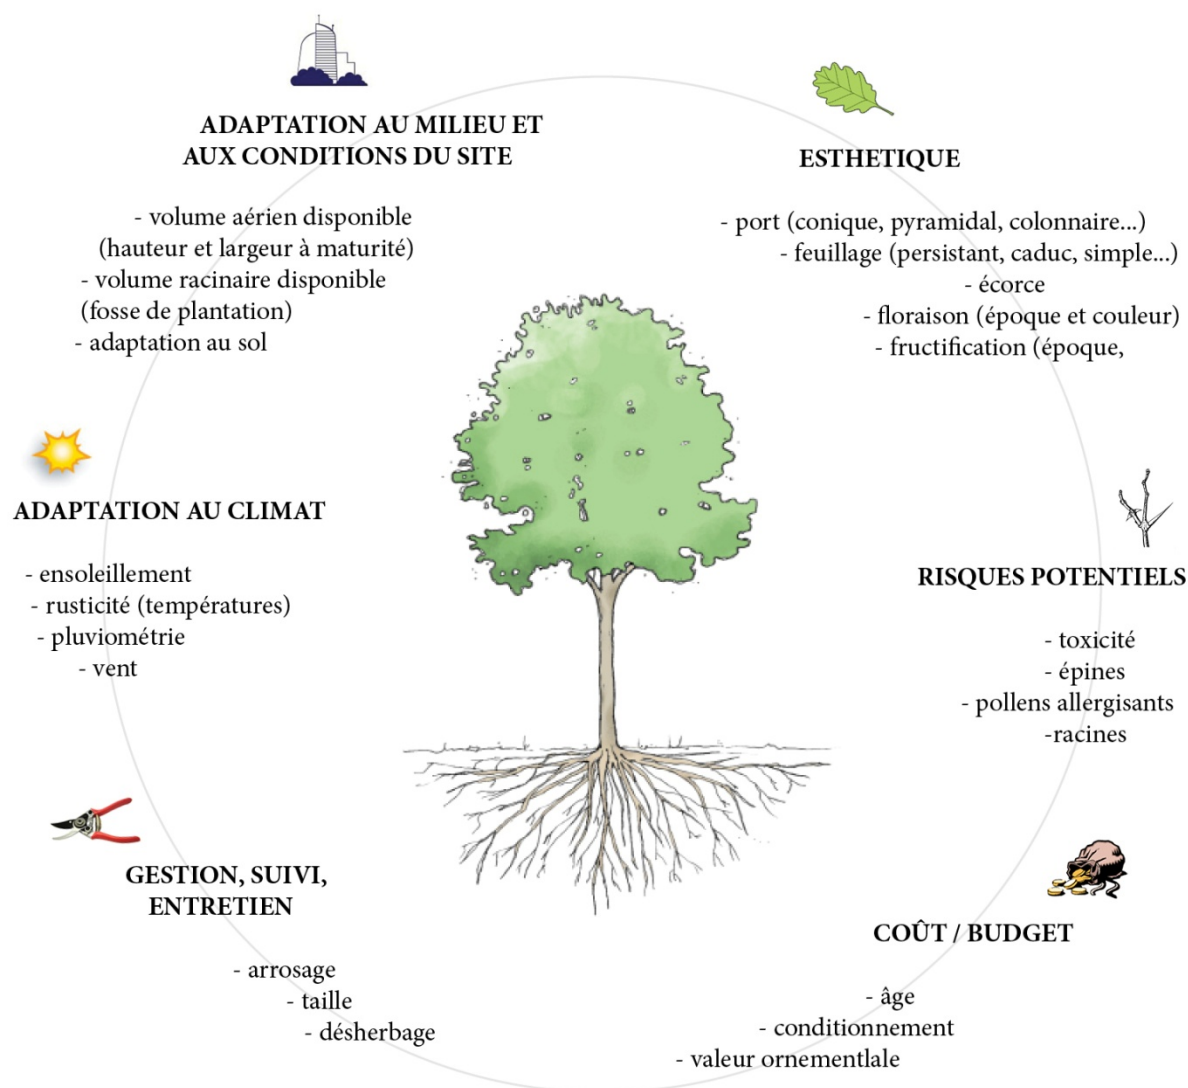 ADAPTATION AU MILIEU ET
AUX CONDITIONS DU SITE
- volume aérien disponible
(hauteur et largeur à maturité)
- volume racinaire disponible
(fosse de plantation)
- adaptation au sol
ESTHETIQUE
- port (conique, pyramidal, colonnaire...)
- feuillage (persistant, caduc, simple...)
- écorce
- floraison (époque et couleur)
- fructification (époque,
ADAPTATION AU CLIMAT
- ensoleillement
- rusticité (températures)
- pluviométrie
- vent
RISQUES POTENTIELS
- toxicité
- épines
- pollens allergisants
-racines
GESTION, SUIVI,
ENTRETIEN
- arrosage
- taille
- désherbage
COÛT / BUDGET
- âge
- conditionnement
- valeur ornementlale